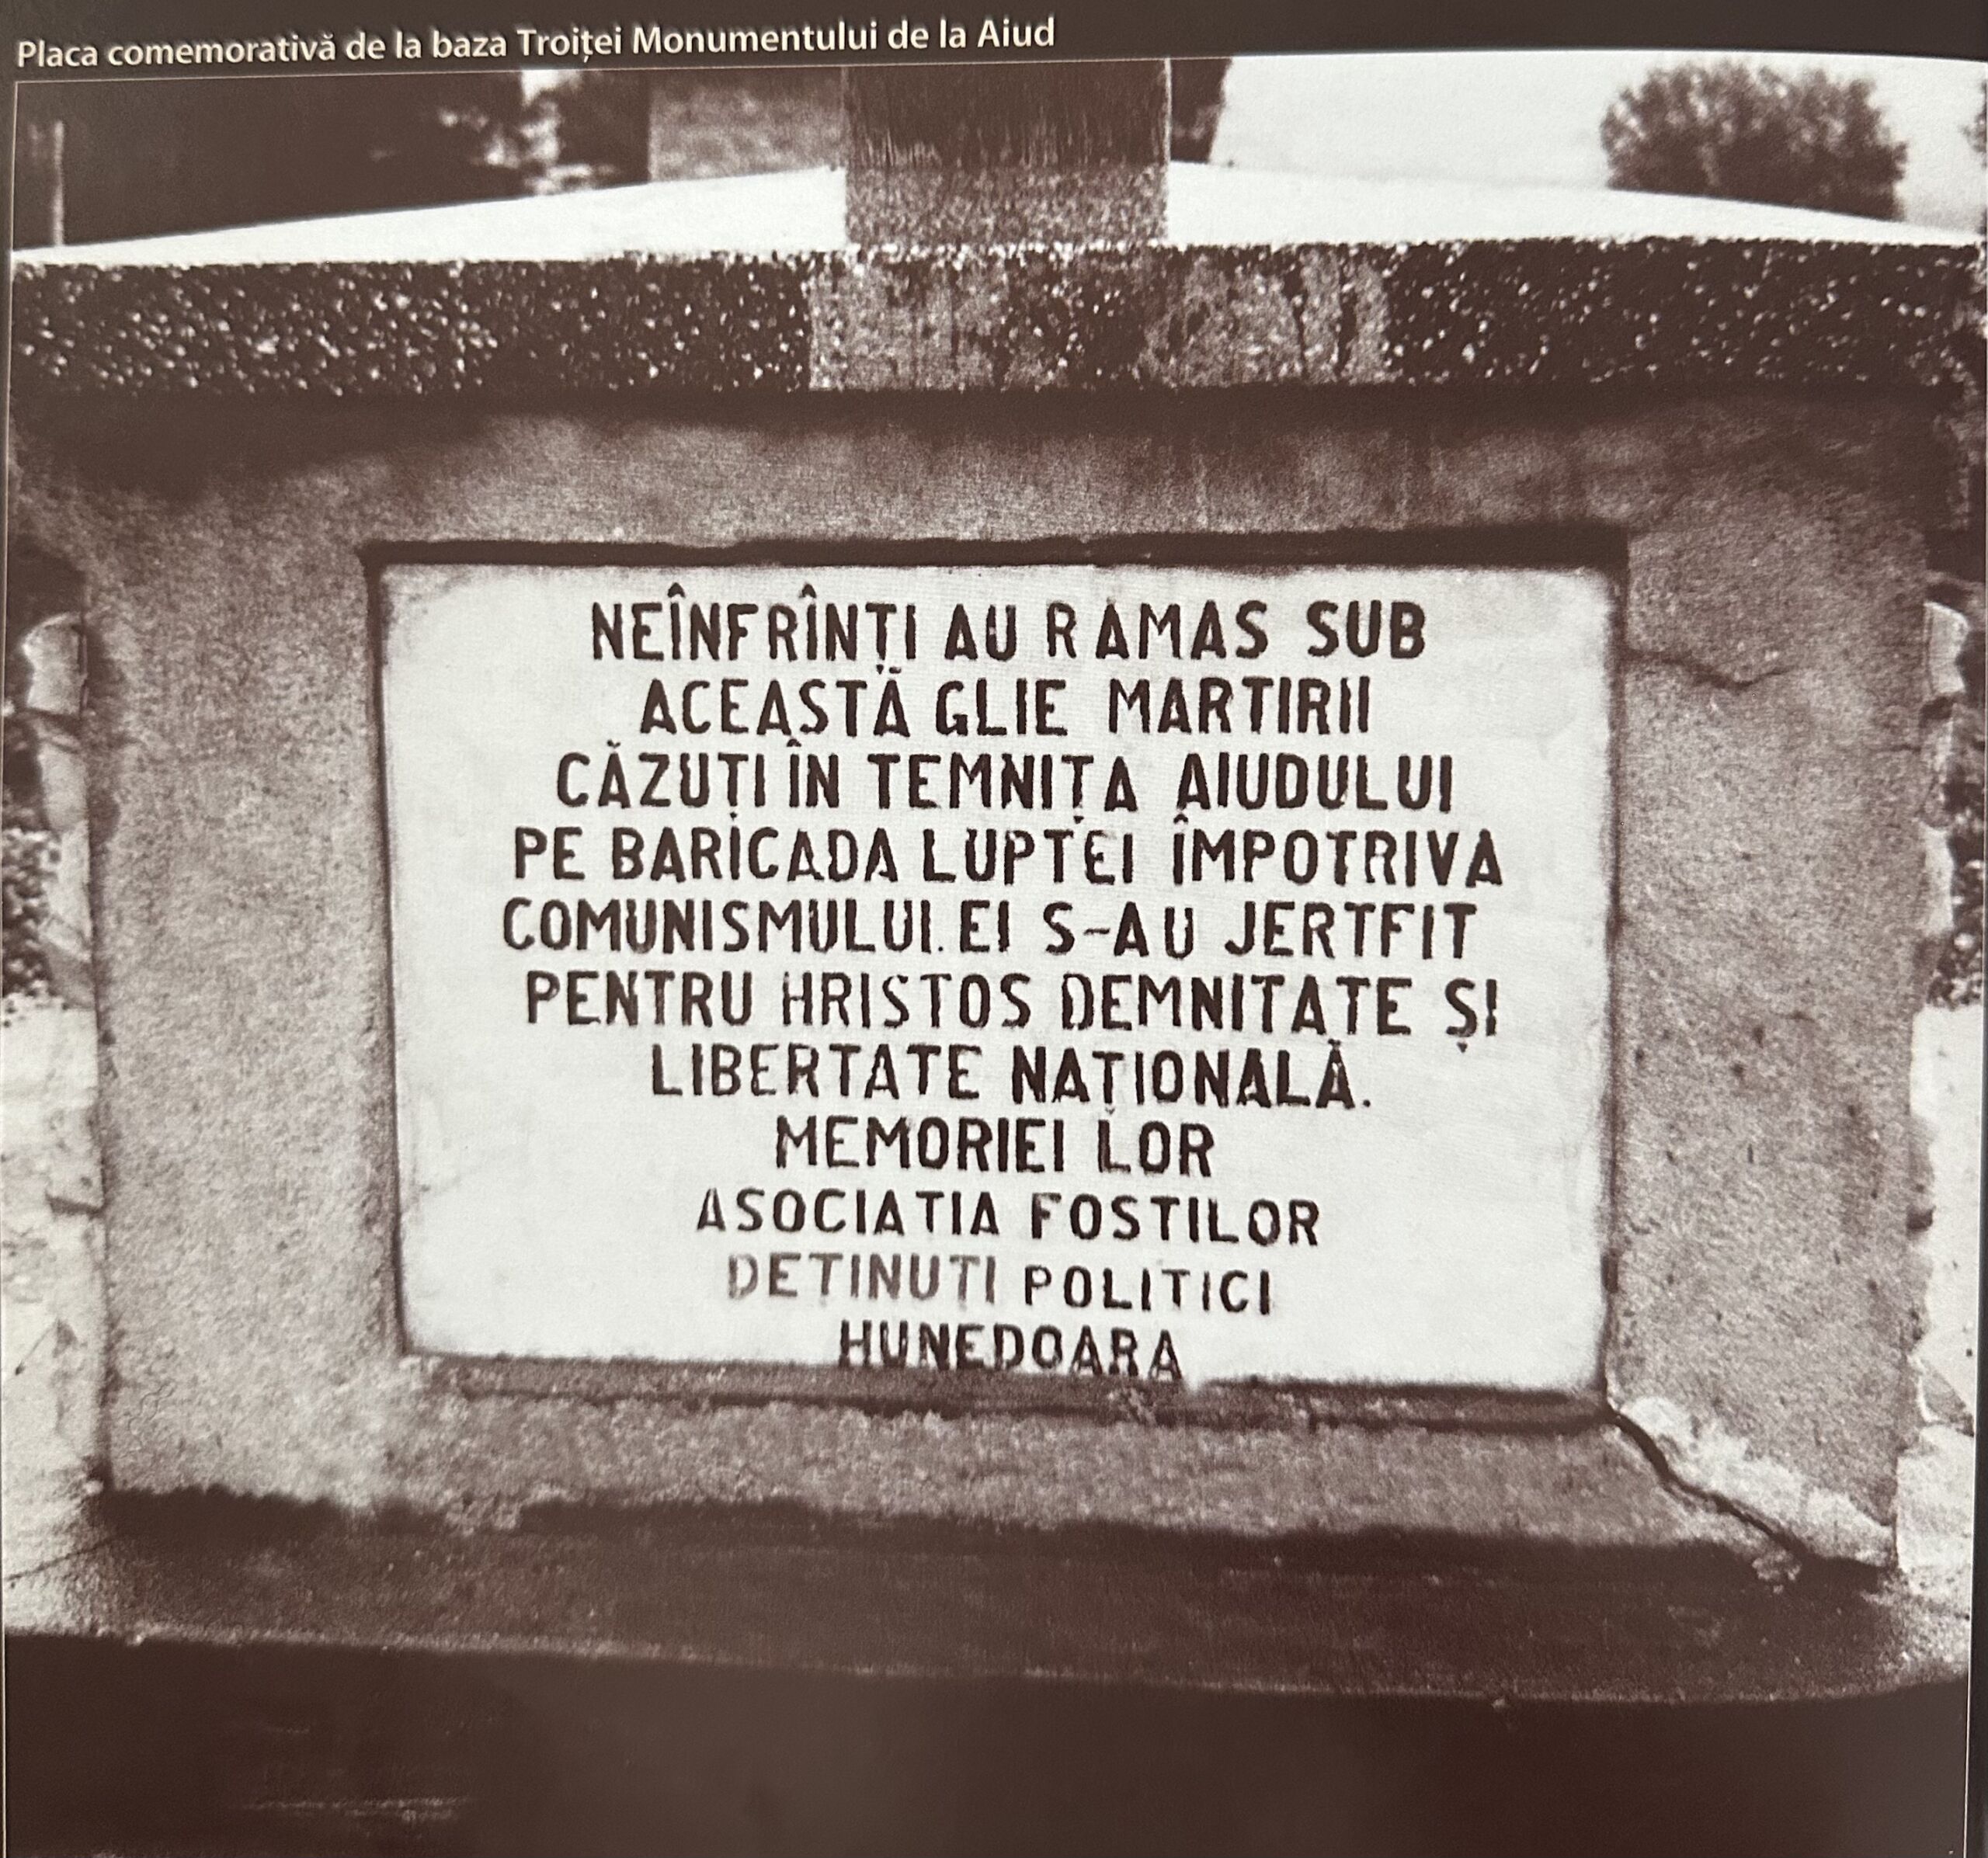 Placa comemorativă de la baza Troiței Monumentului de la Aiud
NEÎNFRÎNȚI AU RAMAS SUB
ACEASTĂ GLIE MARTIRII
CĂZUȚI ÎN TEMNIȚA AIUDULUI
PE BARICADA LUPTEI ÎMPOTRIVA
COMUNISMULUI. EI S-AU JERTFIT
PENTRU HRISTOS DEMNITATE ȘI
LIBERTATE NAȚIONALĂ.
MEMORIEI LOR
ASOCIATIA FOSTILOR
DETINUTI POLITICI
HUNEDOARA